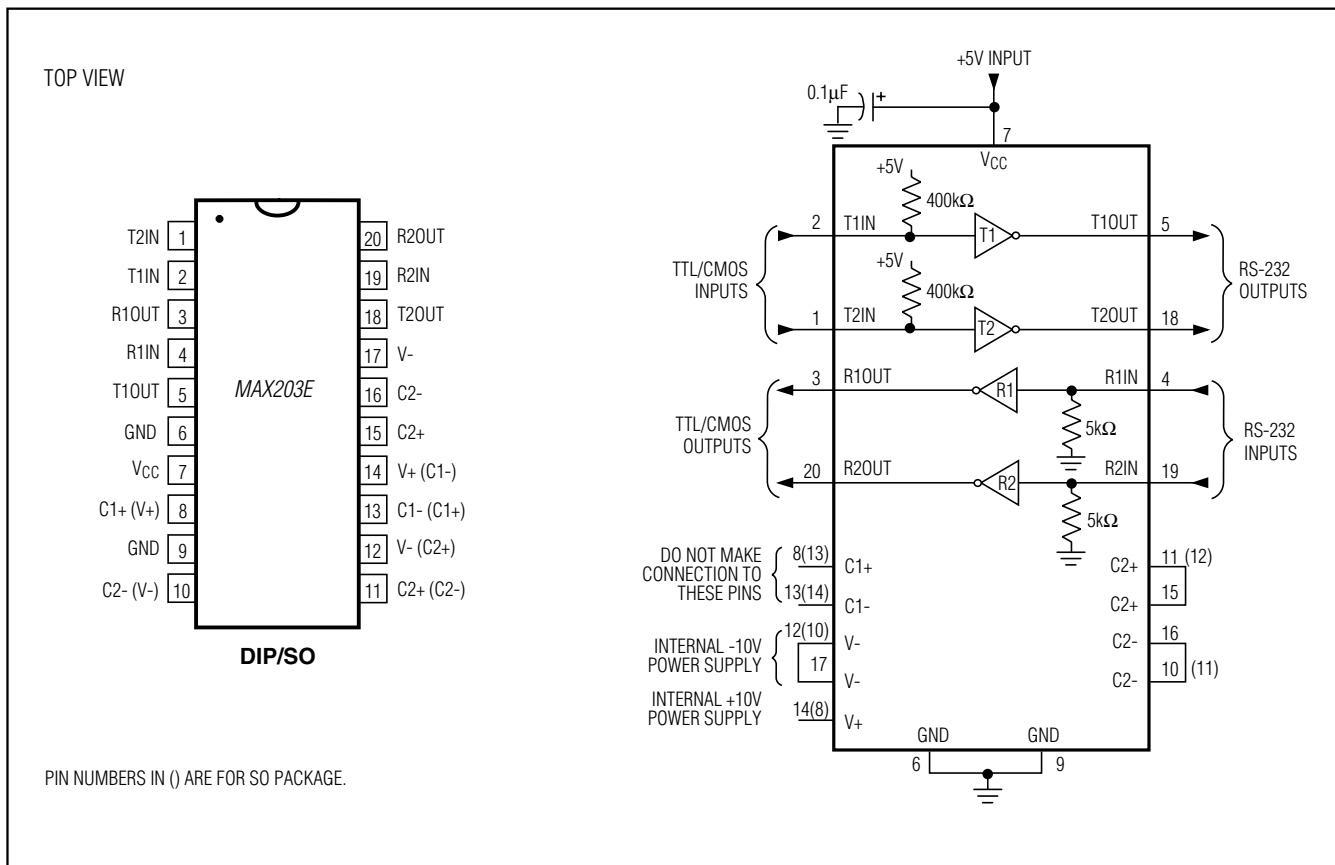 TOP VIEW
MAX203E
T2IN 1
T1IN 2
R1OUT 3
R1IN 4
T1OUT 5
GND 6
VCC 7
C1+ (V+) 8
GND 9
C2- (V-) 10
20 R2OUT
19 R2IN
18 T2OUT
17 V-
16 C2-
15 C2+
14 V+ (C1-)
13 C1- (C1+)
12 V- (C2+)
11 C2+ (C2-)
DIP/SO
PIN NUMBERS IN () ARE FOR SO PACKAGE.
+5V INPUT
0.1µF
+
7
VCC
+5V
400kΩ
2 T1IN T1 T1OUT 5
+5V
400kΩ
1 T2IN T2 T2OUT 18
TTL/CMOS
INPUTS
RS-232
OUTPUTS
3 R1OUT R1 R1IN 4
5kΩ
20 R2OUT R2 R2IN 19
5kΩ
TTL/CMOS
OUTPUTS
RS-232
INPUTS
DO NOT MAKE
CONNECTION TO
THESE PINS
8(13) C1+
13(14) C1-
INTERNAL -10V
POWER SUPPLY
12(10) V-
17 V-
INTERNAL +10V
POWER SUPPLY
14(8) V+
C2+ 11 (12)
C2+ 15
C2- 16
C2- 10 (11)
GND GND
6 9